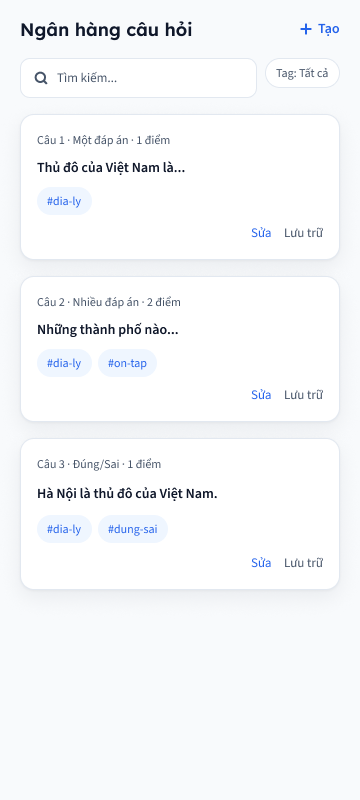 Ngân hàng câu hỏi
+ Tạo
Tìm kiếm...
Tag: Tất cả
Câu 1 · Một đáp án · 1 điểm
Thủ đô của Việt Nam là...
#dia-ly
Sửa Lưu trữ
Câu 2 · Nhiều đáp án · 2 điểm
Những thành phố nào...
#dia-ly #on-tap
Sửa Lưu trữ
Câu 3 · Đúng/Sai · 1 điểm
Hà Nội là thủ đô của Việt Nam.
#dia-ly #dung-sai
Sửa Lưu trữ